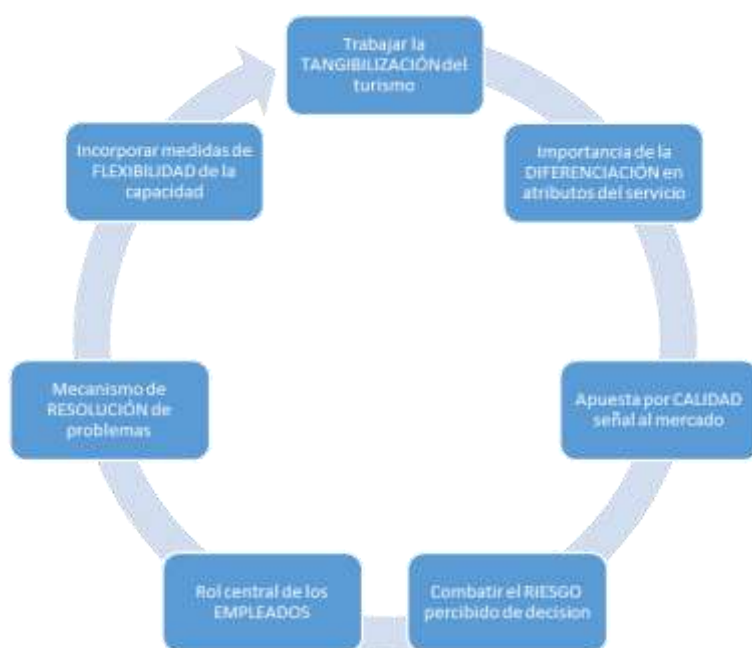 Trabajar la
TANGIBILIZACIÓN del
turismo
Importancia de la
DIFERENCIACIÓN en
atributos del servicio
Apuesta por CALIDAD
señal al mercado
Combatir el RIESGO
percibido de decision
Rol central de los
EMPLEADOS
Mecanismo de
RESOLUCIÓN de
problemas
Incorporar medidas de
FLEXIBILIDAD de la
capacidad